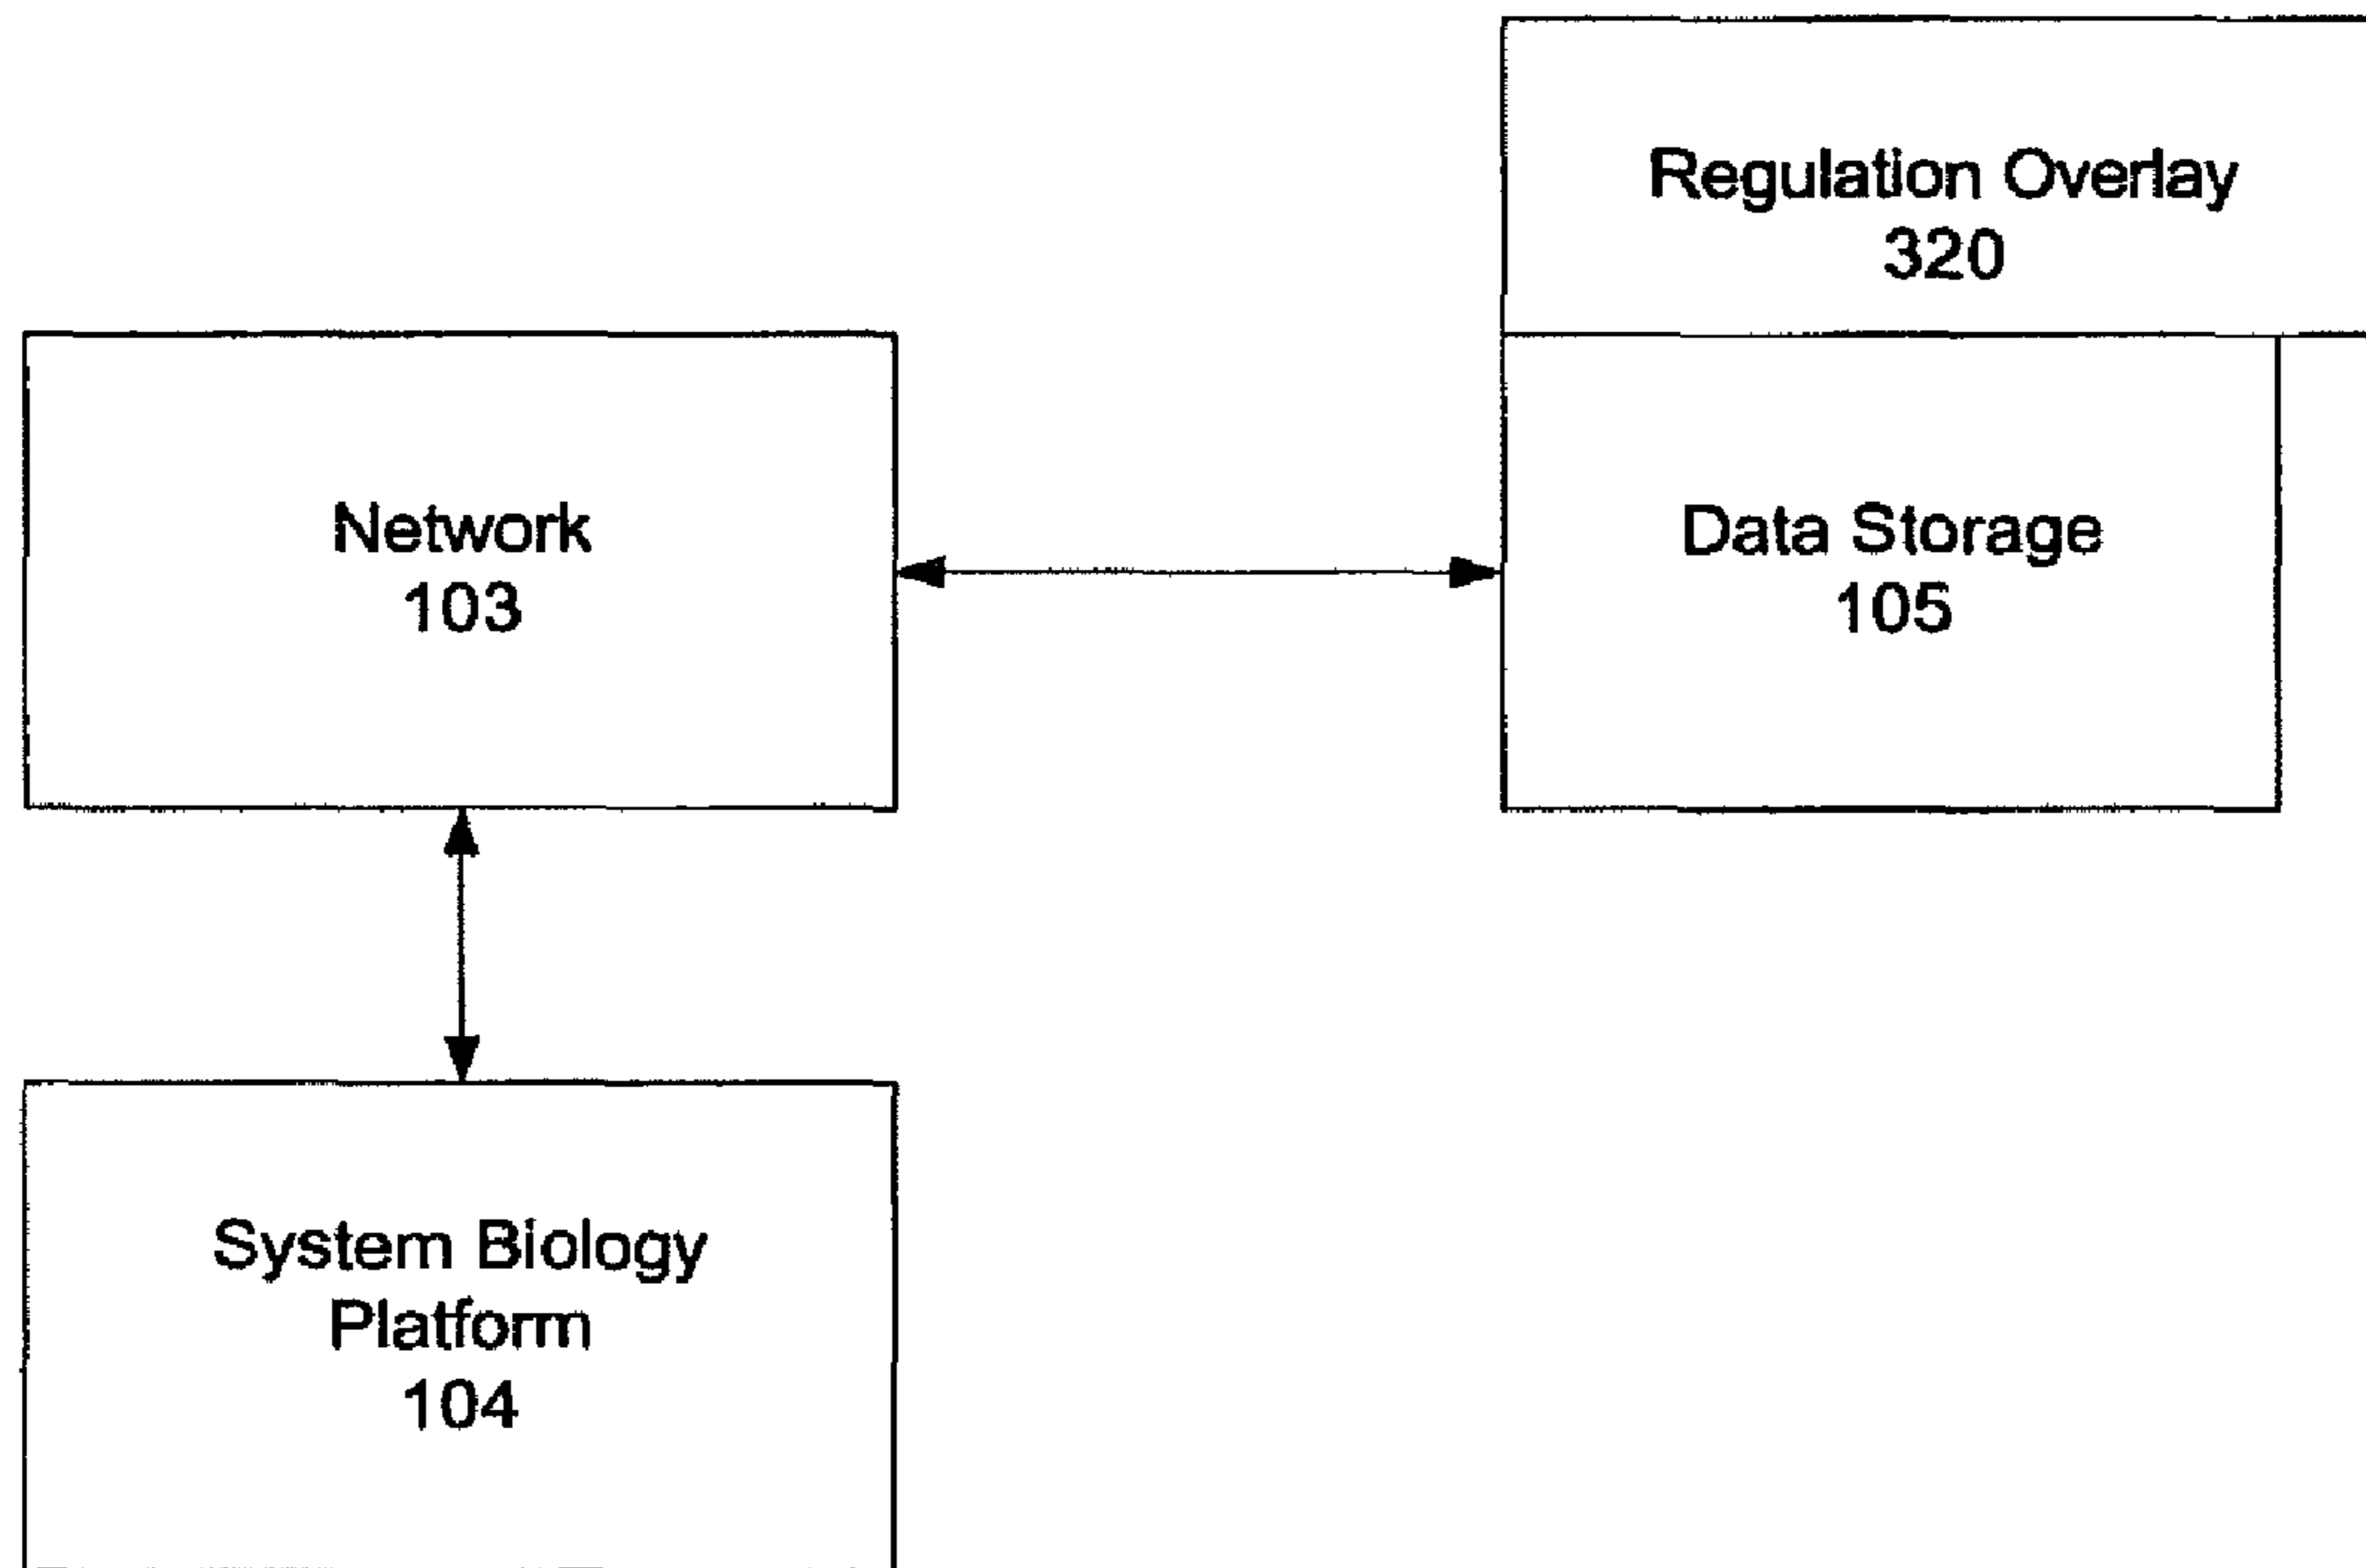 Regulation Overlay
320
Network
103
Data Storage
105
System Biology
Platform
104